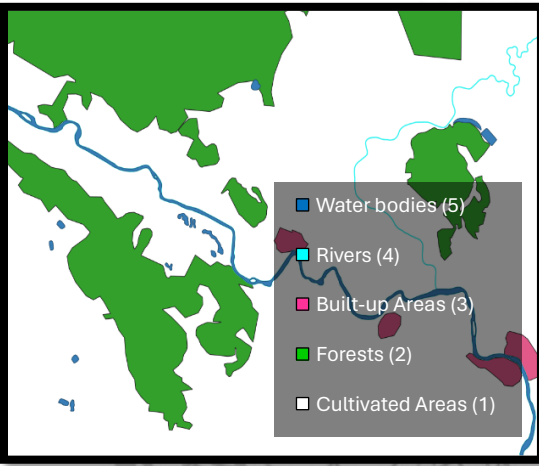 Water bodies (5)
Rivers (4)
Built-up Areas (3)
Forests (2)
Cultivated Areas (1)